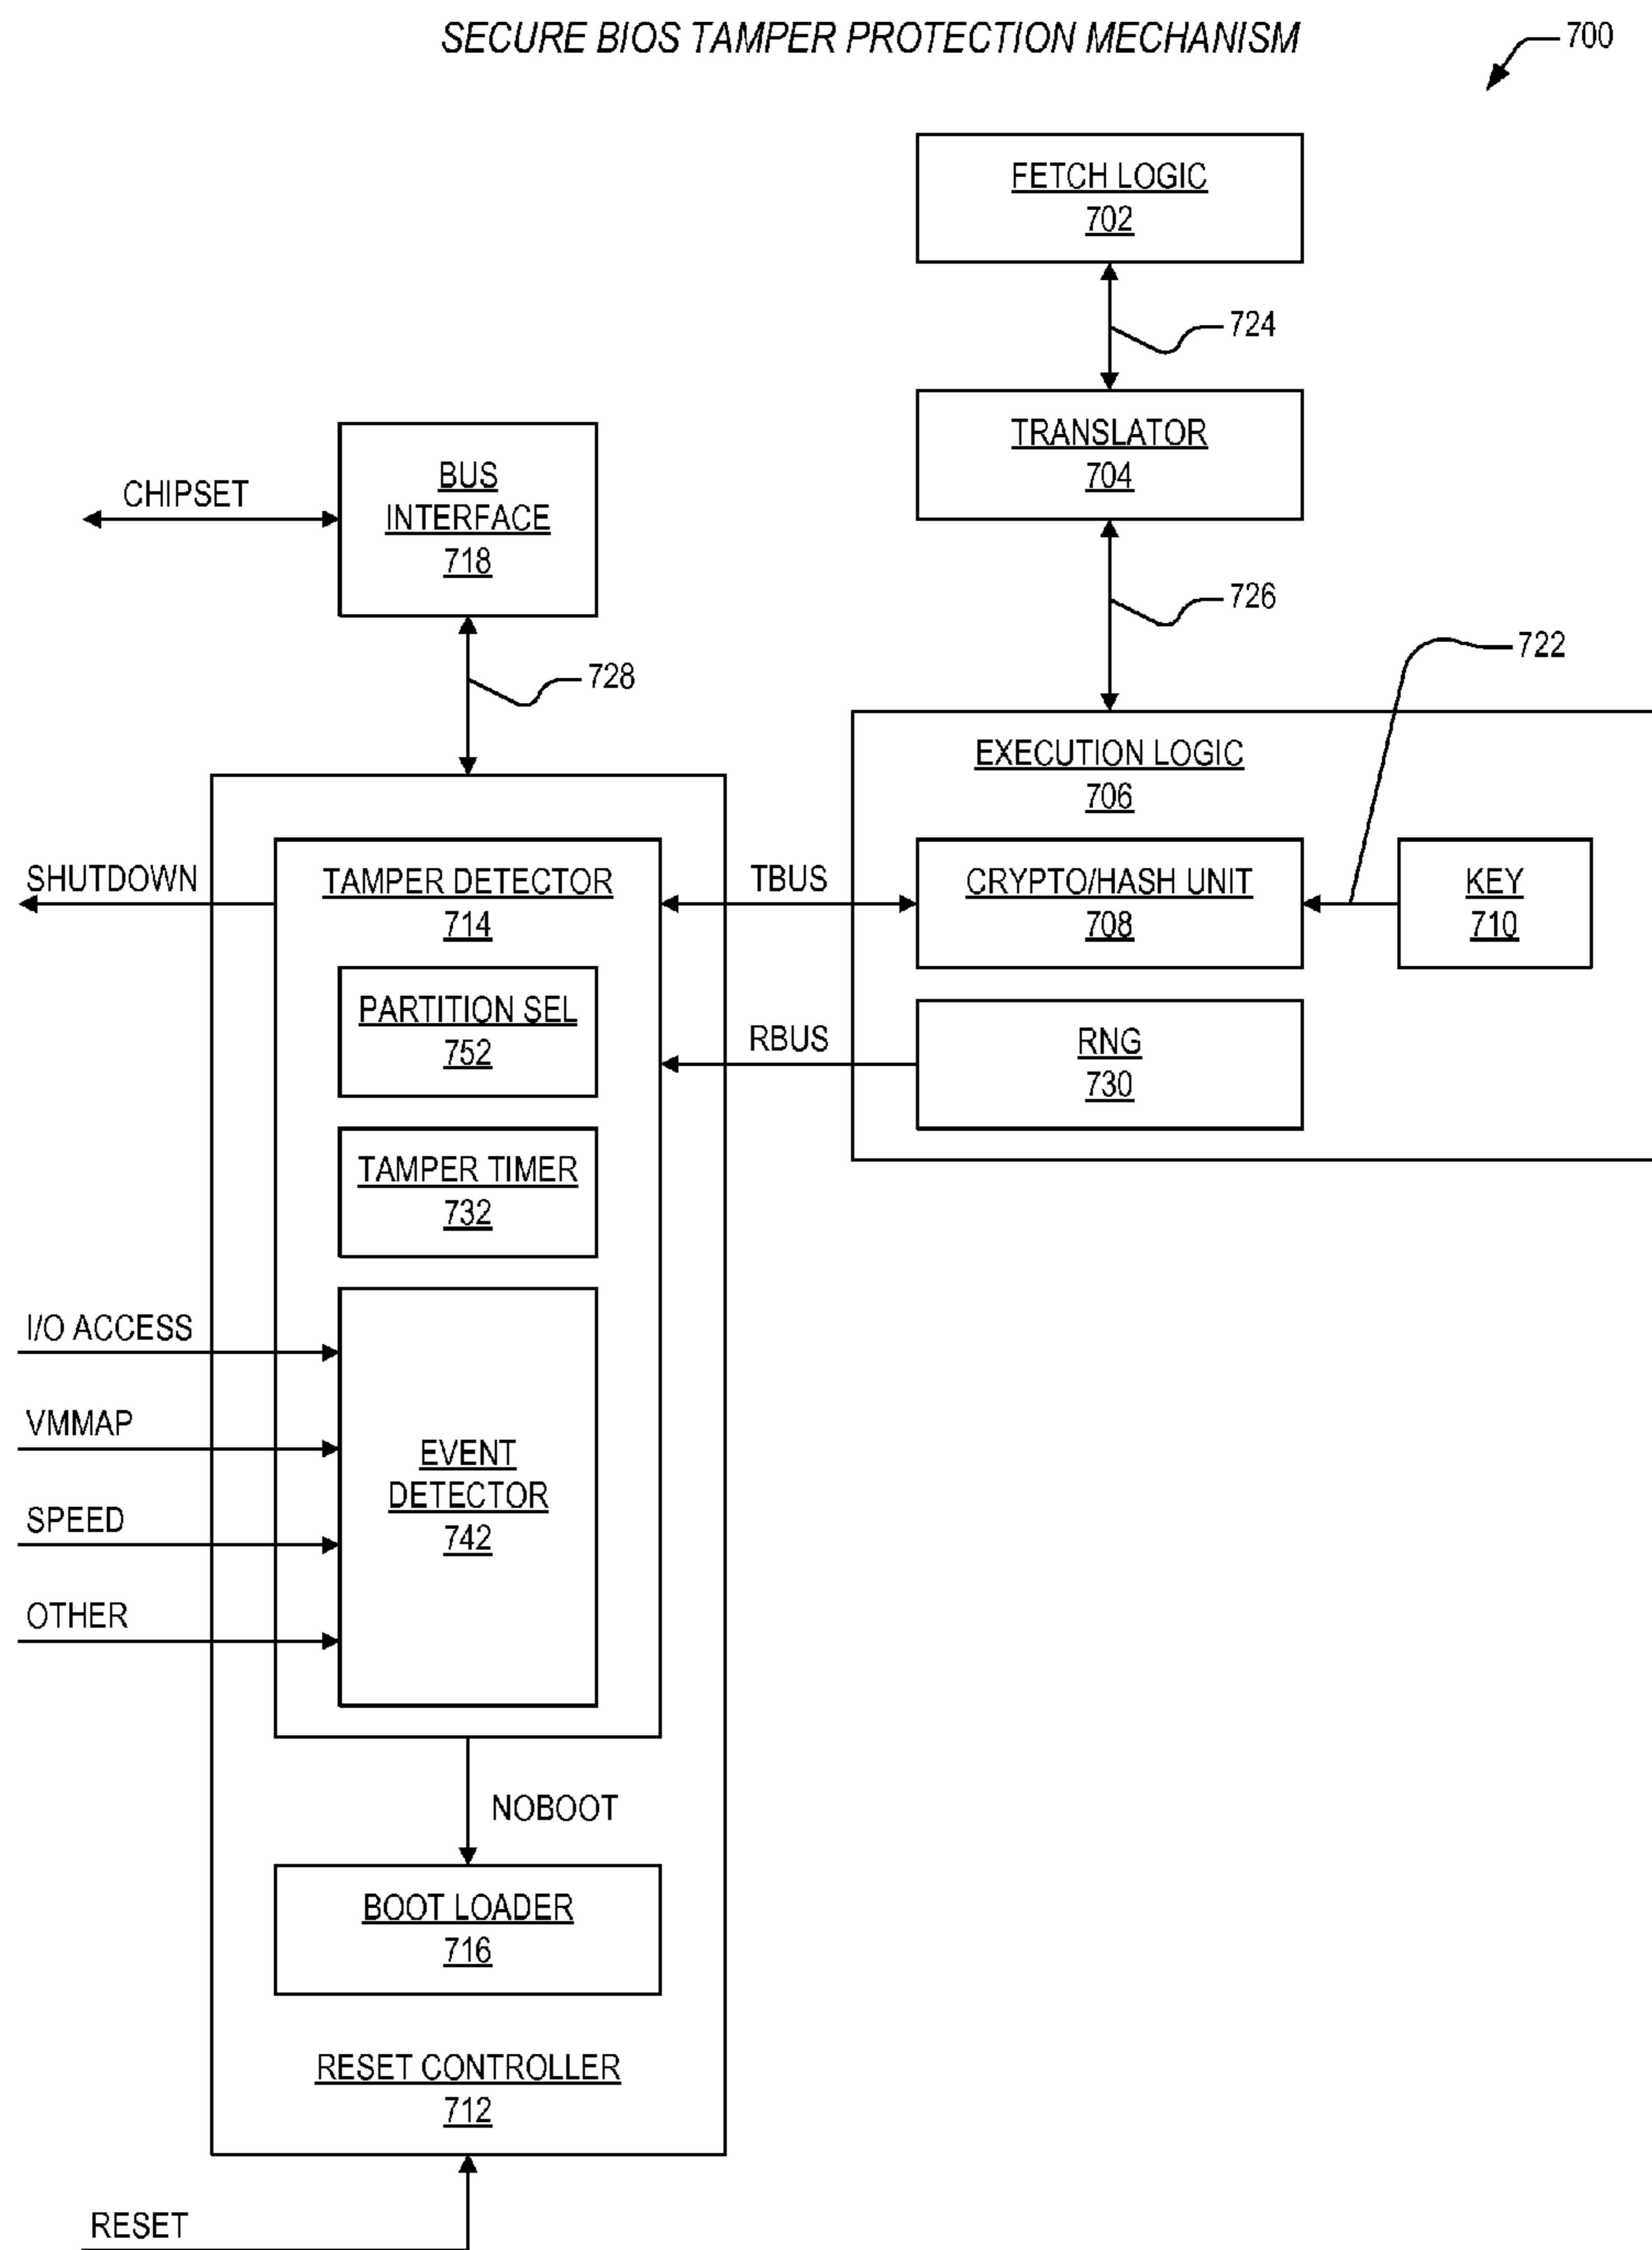 SECURE BIOS TAMPER PROTECTION MECHANISM
700
FETCH LOGIC
702
724
TRANSLATOR
704
BUS
INTERFACE
718
CHIPSET
726
722
728
EXECUTION LOGIC
706
SHUTDOWN
TAMPER DETECTOR
714
TBUS
CRYPTO/HASH UNIT
708
KEY
710
PARTITION SEL
752
RBUS
RNG
730
TAMPER TIMER
732
I/O ACCESS
VMMAP
SPEED
OTHER
EVENT
DETECTOR
742
NOBOOT
BOOT LOADER
716
RESET CONTROLLER
712
RESET